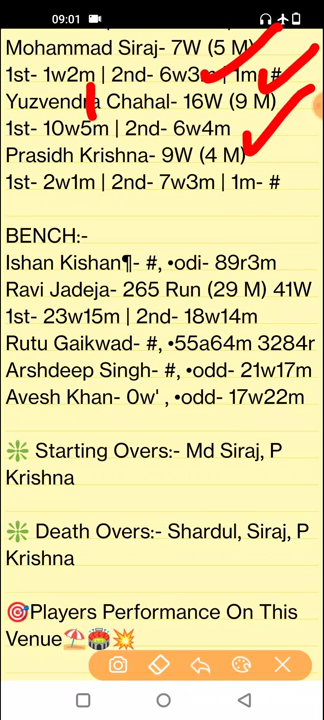 09:01
Mohammad Siraj- 7W (5 M)
1st- 1w2m | 2nd- 6w3m | 1m- #
Yuzvendra Chahal- 16W (9 M)
1st- 10w5m | 2nd- 6w4m
Prasidh Krishna- 9W (4 M)
1st- 2w1m | 2nd- 7w3m | 1m- #
BENCH:-
Ishan Kishan¶- #, •odi- 89r3m
Ravi Jadeja- 265 Run (29 M) 41W
1st- 23w15m | 2nd- 18w14m
Rutu Gaikwad- #, •55a64m 3284r
Arshdeep Singh- #, •odd- 21w17m
Avesh Khan- 0w' , •odd- 17w22m
❇️ Starting Overs:- Md Siraj, P
Krishna
❇️ Death Overs:- Shardul, Siraj, P
Krishna
🎯Players Performance On This
Venue⛱️🏟️💥